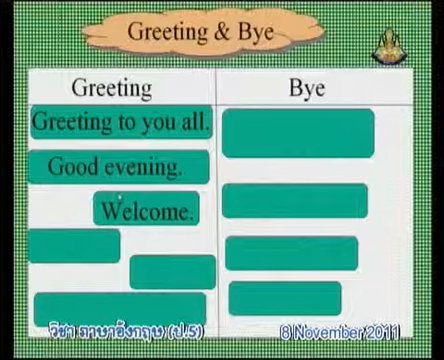 Greeting & Bye
Greeting
Bye
Greeting to you all.
Good evening.
Welcome.
วิชา ภาษาอังกฤษ (ป.5)
8 November 2011